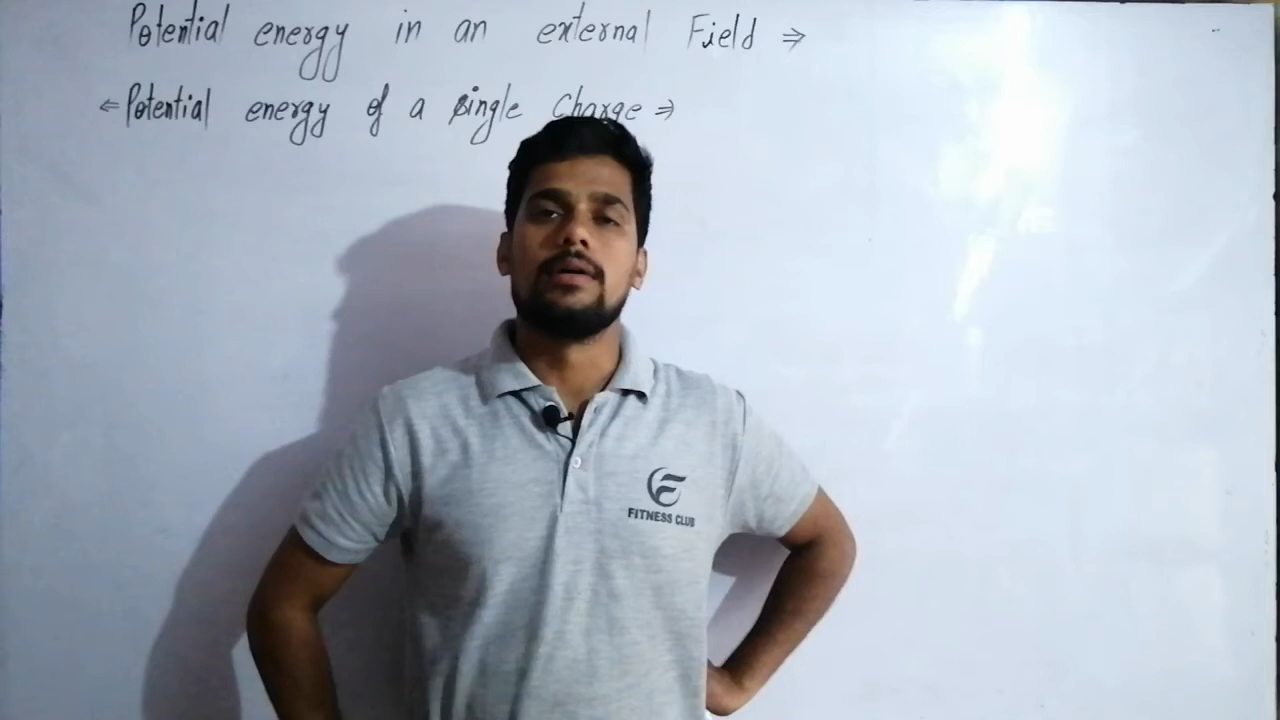 Potential energy in an external Field ⇒
⇐ Potential energy of a single Charge ⇒
FITNESS CLUB